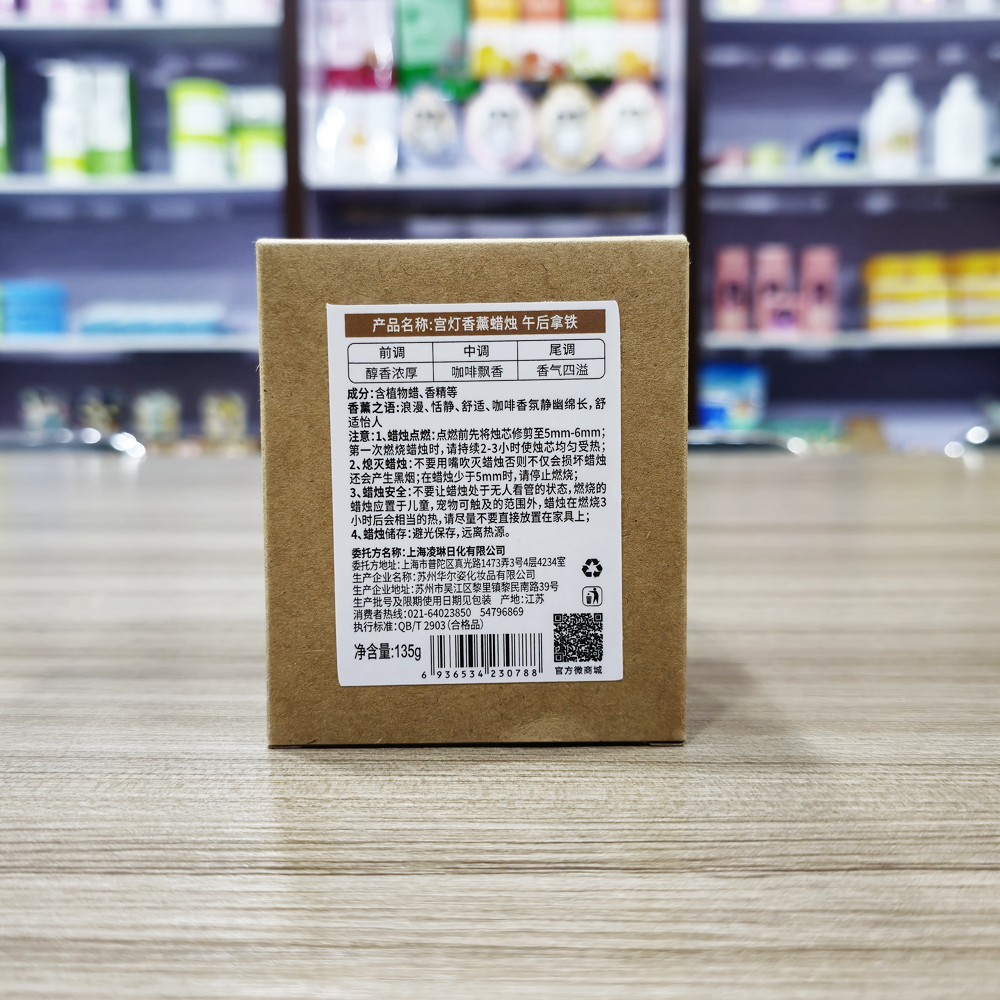 产品名称:宫灯香薰蜡烛 午后拿铁
前调 中调 尾调
醇香浓厚 咖啡飘香 香气四溢
成分:含植物蜡、香精等
香薰之语:浪漫、恬静、舒适、咖啡香氛静幽绵长,舒
适怡人
注意:1、蜡烛点燃:点燃前先将烛芯修剪至5mm-6mm;
第一次燃烧蜡烛时,请持续2-3小时使烛芯均匀受热;
2、熄灭蜡烛:不要用嘴吹灭蜡烛否则不仅会损坏蜡烛
还会产生黑烟;在蜡烛少于5mm时,请停止燃烧;
3、蜡烛安全:不要让蜡烛处于无人看管的状态,燃烧的
蜡烛应置于儿童,宠物可触及的范围外,蜡烛在燃烧3
小时后会相当的热,请尽量不要直接放置在家具上;
4、蜡烛储存:避光保存,远离热源。
委托方名称:上海凌琳日化有限公司
委托方地址:上海市普陀区真光路1473弄3号4层4234室
生产企业名称:苏州华尔姿化妆品有限公司
生产企业地址:苏州市吴江区黎里镇黎民南路39号
生产批号及限期使用日期见包装 产地:江苏
消费者热线:021-64023850 54796869
执行标准:QB/T 2903(合格品)
净含量:135g
6 936534 230788
官方微商城